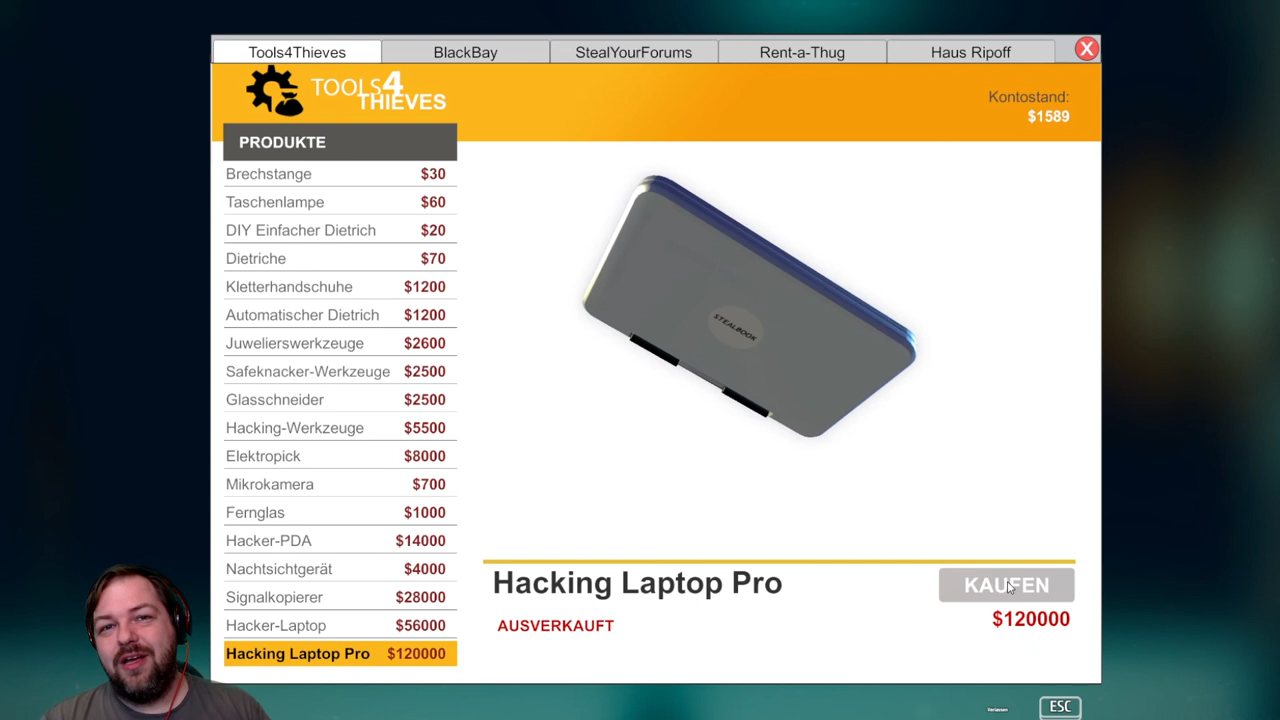 Tools4Thieves
BlackBay
StealYourForums
Rent-a-Thug
Haus Ripoff
X
TOOLS4
THIEVES
Kontostand:
$1589
PRODUKTE
Brechstange $30
Taschenlampe $60
DIY Einfacher Dietrich $20
Dietriche $70
Kletterhandschuhe $1200
Automatischer Dietrich $1200
Juwelierswerkzeuge $2600
Safeknacker-Werkzeuge $2500
Glasschneider $2500
Hacking-Werkzeuge $5500
Elektropick $8000
Mikrokamera $700
Fernglas $1000
Hacker-PDA $14000
Nachtsichtgerät $4000
Signalkopierer $28000
Hacker-Laptop $56000
Hacking Laptop Pro $120000
STEALBOOK
Hacking Laptop Pro
KAUFEN
AUSVERKAUFT
$120000
Verlassen
ESC